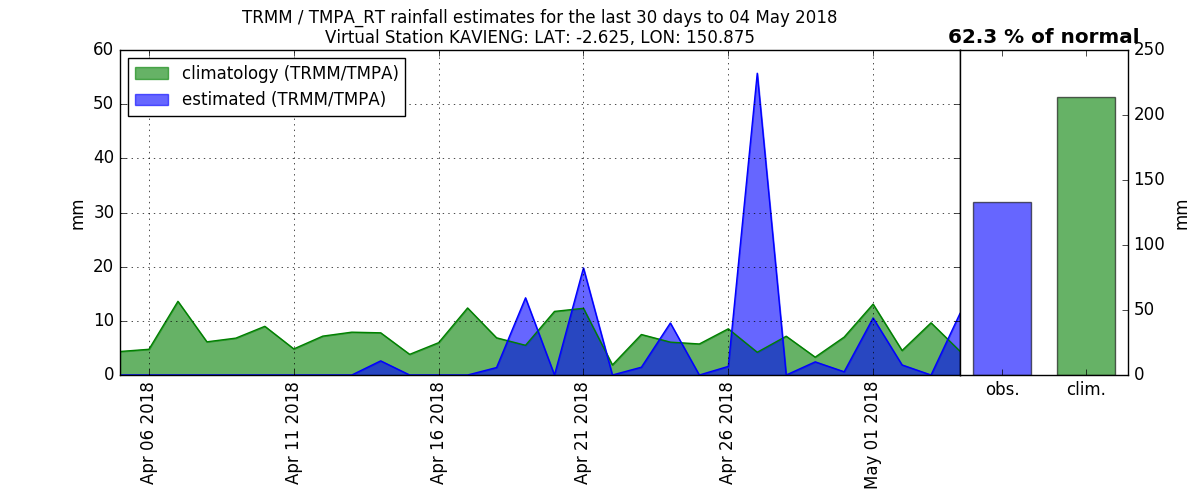 TRMM / TMPA_RT rainfall estimates for the last 30 days to 04 May 2018
Virtual Station KAVIENG: LAT: -2.625, LON: 150.875
62.3 % of normal
climatology (TRMM/TMPA)
estimated (TRMM/TMPA)
60
50
40
30
20
10
0
mm
Apr 06 2018
Apr 11 2018
Apr 16 2018
Apr 21 2018
Apr 26 2018
May 01 2018
250
200
150
100
50
0
mm
obs.
clim.